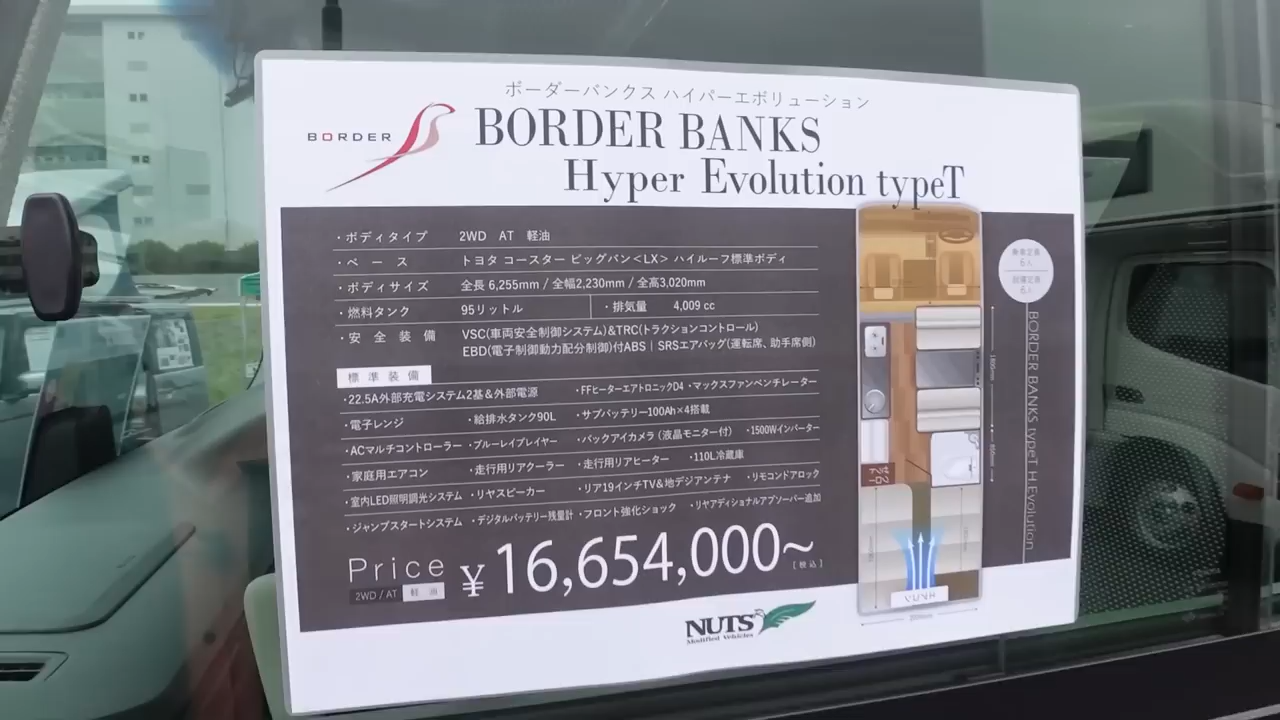 ボーダーバンクス ハイパーエボリューション
BORDER
BORDER BANKS
Hyper Evolution typeT
・ボディタイプ 2WD AT 軽油
・ベース トヨタ コースター ビッグバン<LX> ハイルーフ標準ボディ
・ボディサイズ 全長 6,255mm / 全幅2,230mm / 全高3,020mm
・燃料タンク 95リットル ・排気量 4,009 cc
・安全装備 VSC(車両安全制御システム)&TRC(トラクションコントロール)
EBD(電子制御動力配分制御)付ABS | SRSエアバッグ(運転席、助手席側)
標準装備
・22.5A外部充電システム2基&外部電源 ・FFヒーターエアトロニックD4 ・マックスファンベンチレーター
・電子レンジ ・給排水タンク90L ・サブバッテリー100Ah×4搭載
・ACマルチコントローラー ・ブルーレイプレイヤー ・バックアイカメラ(液晶モニター付) ・1500Wインバーター
・家庭用エアコン ・走行用リアクーラー ・走行用リアヒーター ・110L冷蔵庫
・室内LED照明調光システム ・リヤスピーカー ・リア19インチTV&地デジアンテナ ・リモコンドアロック
・ジャンプスタートシステム ・デジタルバッテリー残量計 ・フロント強化ショック ・リヤアディショナルアブソーバー追加
Price ¥16,654,000~
2WD / AT 軽油 [税込]
NUTS
Modified Vehicles
乗車定員
6人
就寝定員
6人
BORDER BANKS typeT H Evolution